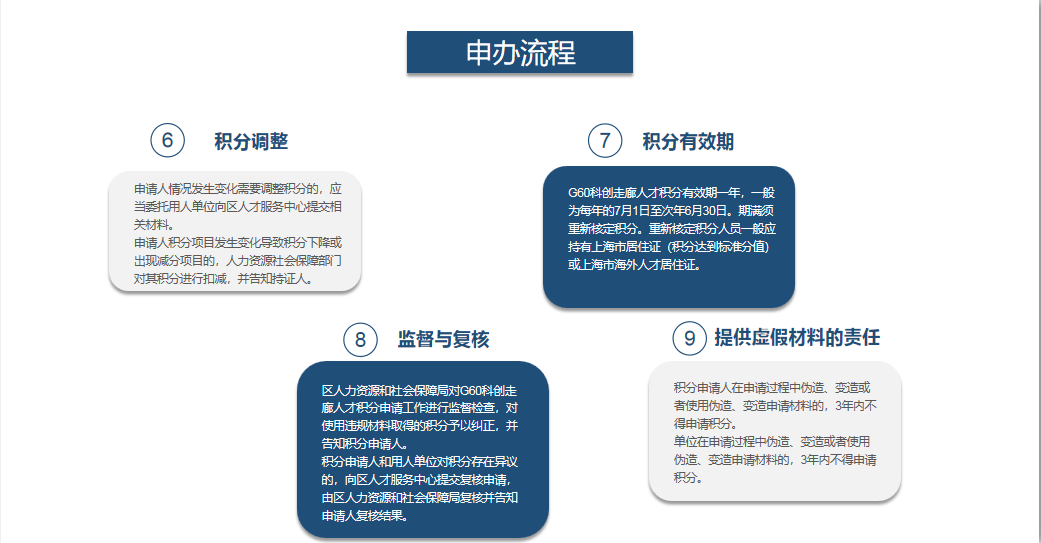 申办流程
6 积分调整
申请人情况发生变化需要调整积分的，应
当委托用人单位向区人才服务中心提交相
关材料。
申请人积分项目发生变化导致积分下降或
出现减分项目的，人力资源社会保障部门
对其积分进行扣减，并告知持证人。
7 积分有效期
G60科创走廊人才积分有效期一年，一般
为每年的7月1日至次年6月30日。期满须
重新核定积分。重新核定积分人员一般应
持有上海市居住证（积分达到标准分值）
或上海市海外人才居住证。
8 监督与复核
区人力资源和社会保障局对G60科创走
廊人才积分申请工作进行监督检查，对
使用违规材料取得的积分予以纠正，并
告知积分申请人。
积分申请人和用人单位对积分存在异议
的，向区人才服务中心提交复核申请，
由区人力资源和社会保障局复核并告知
申请人复核结果。
9 提供虚假材料的责任
积分申请人在申请过程中伪造、变造或
者使用伪造、变造申请材料的，3年内不
得申请积分。
单位在申请过程中伪造、变造或者使用
伪造、变造申请材料的，3年内不得申请
积分。